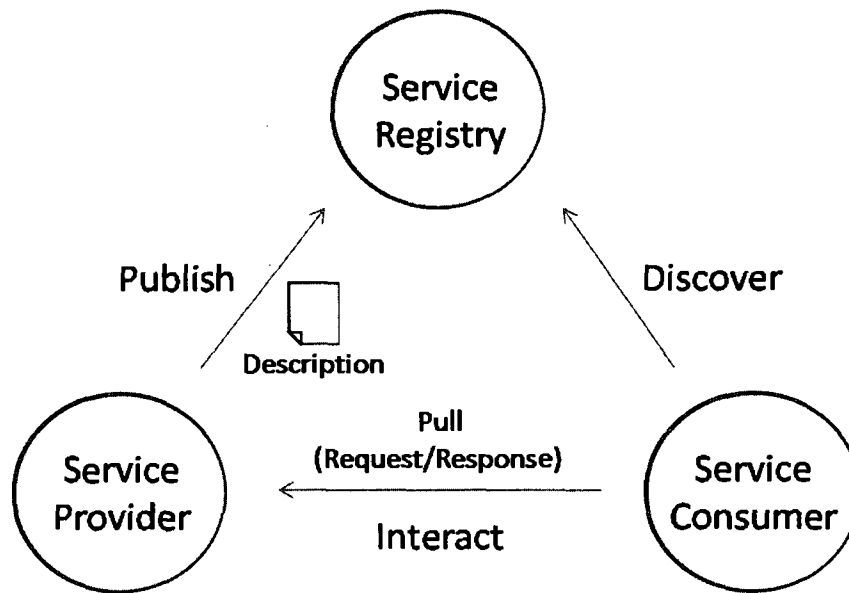 Service
Registry
Publish
Discover
Description
Pull
(Request/Response)
Service
Provider
Service
Consumer
Interact